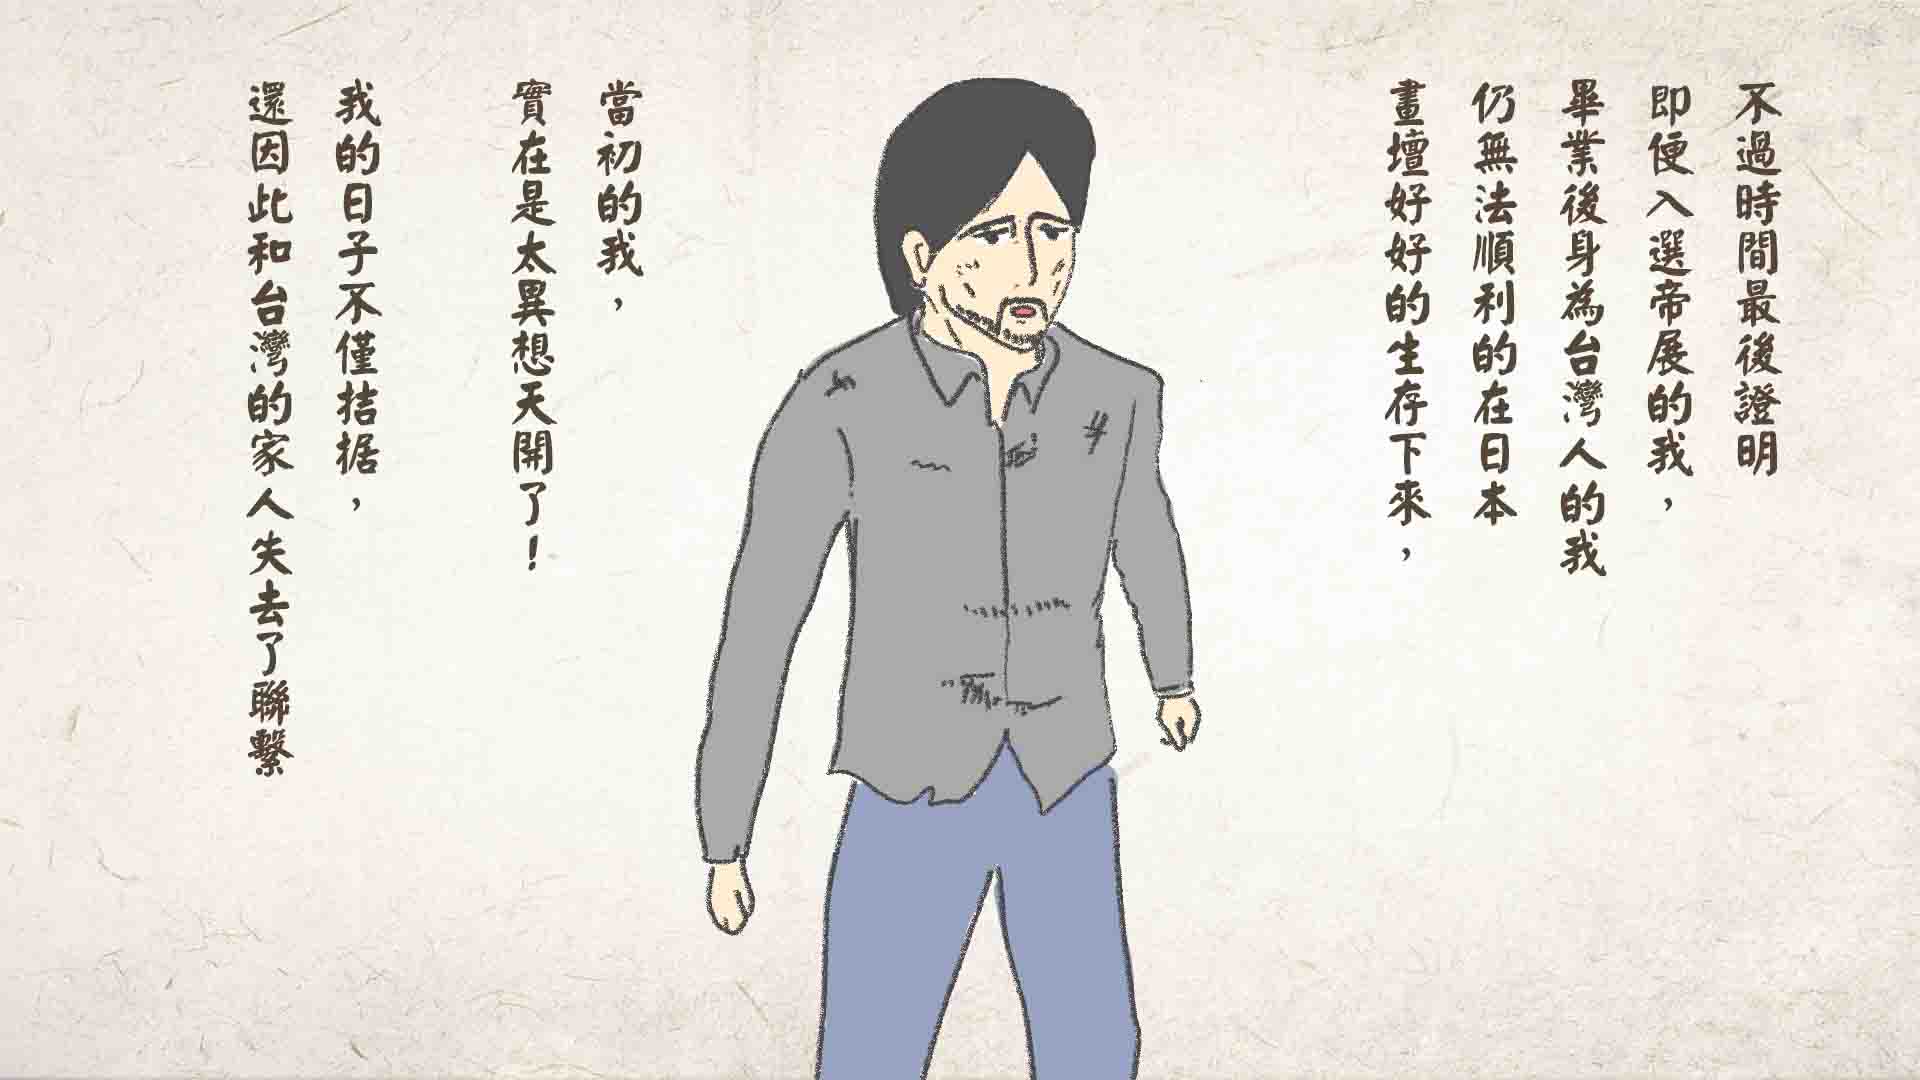 不過時間最後證明
即便入選帝展的我，
畢業後身為台灣人的我
仍無法順利的在日本
畫壇好好的生存下來，
當初的我，
實在是太異想天開了！
我的日子不僅拮据，
還因此和台灣的家人失去了聯繫